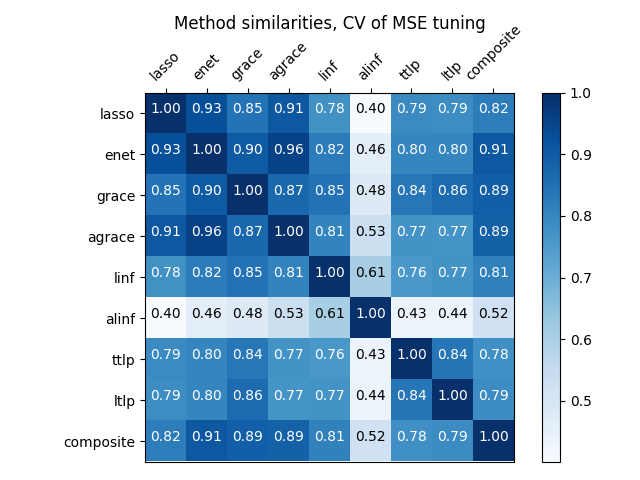 Method similarities, CV of MSE tuning
lasso enet grace agrace linf alinf ttlp ltlp composite
lasso 1.00 0.93 0.85 0.91 0.78 0.40 0.79 0.79 0.82
enet 0.93 1.00 0.90 0.96 0.82 0.46 0.80 0.80 0.91
grace 0.85 0.90 1.00 0.87 0.85 0.48 0.84 0.86 0.89
agrace 0.91 0.96 0.87 1.00 0.81 0.53 0.77 0.77 0.89
linf 0.78 0.82 0.85 0.81 1.00 0.61 0.76 0.77 0.81
alinf 0.40 0.46 0.48 0.53 0.61 1.00 0.43 0.44 0.52
ttlp 0.79 0.80 0.84 0.77 0.76 0.43 1.00 0.84 0.78
ltlp 0.79 0.80 0.86 0.77 0.77 0.44 0.84 1.00 0.79
composite 0.82 0.91 0.89 0.89 0.81 0.52 0.78 0.79 1.00
1.0
0.9
0.8
0.7
0.6
0.5